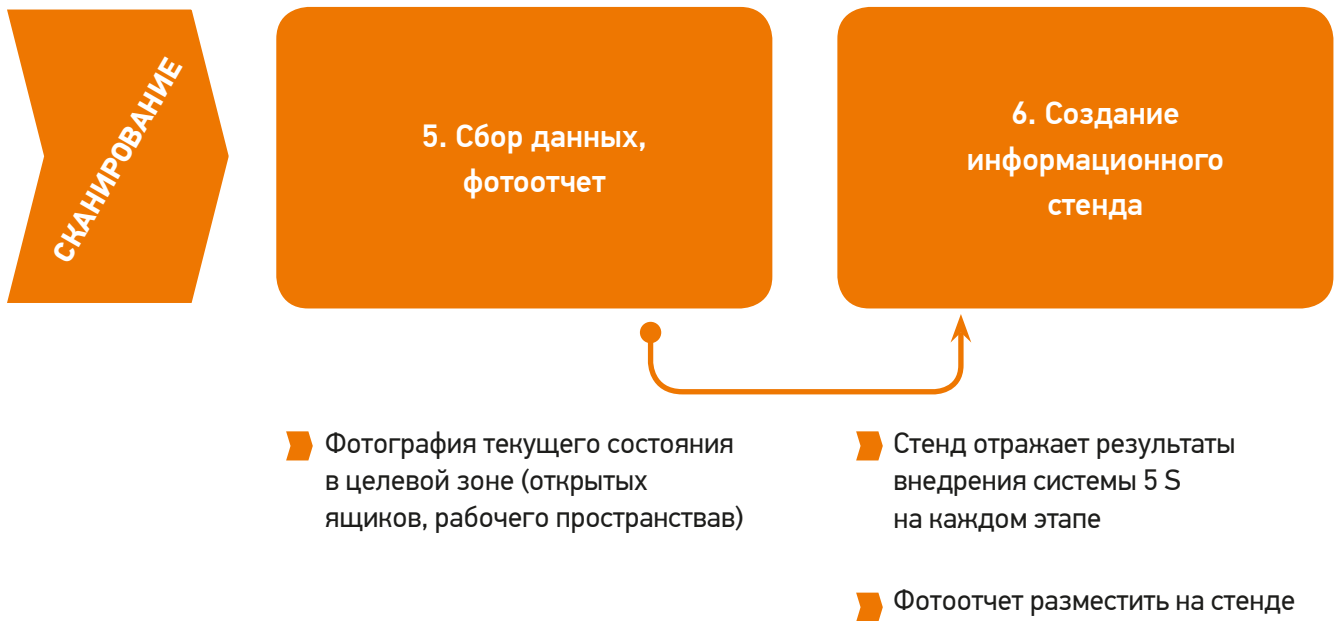 СКАНИРОВАНИЕ
5. Сбор данных,
фотоотчет
6. Создание
информационного
стенда
Фотография текущего состояния
в целевой зоне (открытых
ящиков, рабочего пространствав)
Стенд отражает результаты
внедрения системы 5 S
на каждом этапе
Фотоотчет разместить на стенде